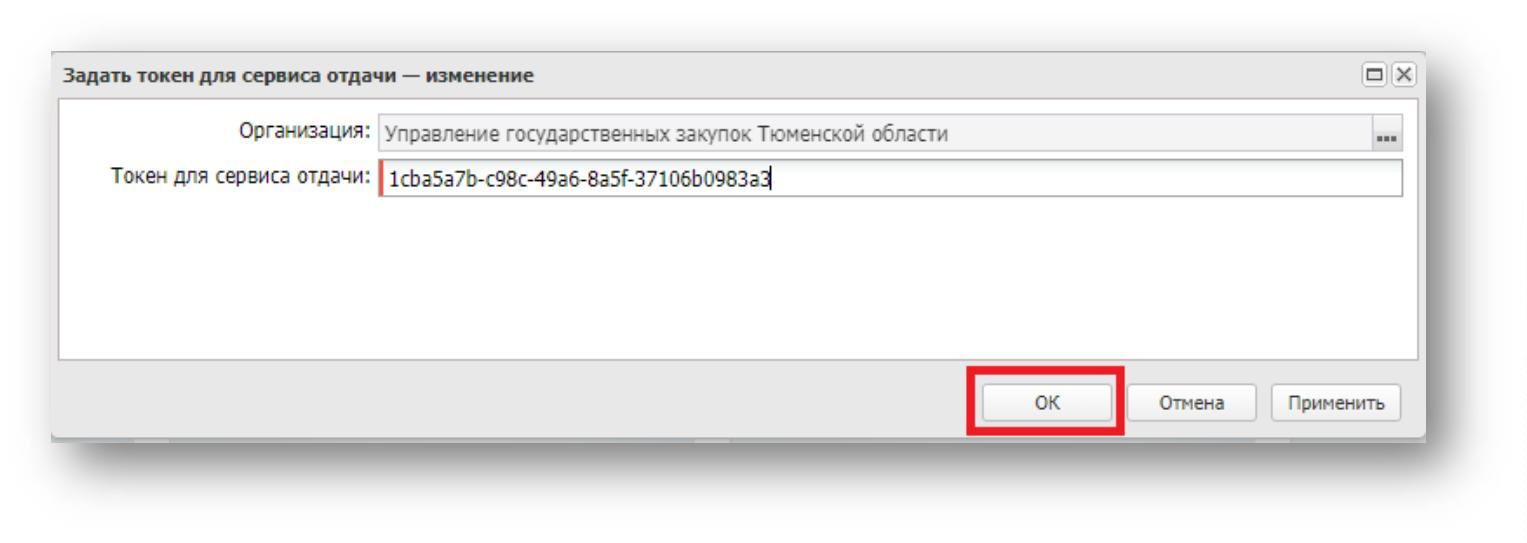 Задать токен для сервиса отдачи — изменение
Организация: Управление государственных закупок Тюменской области
Токен для сервиса отдачи: 1cba5a7b-c98c-49a6-8a5f-37106b0983a3
ОК Отмена Применить